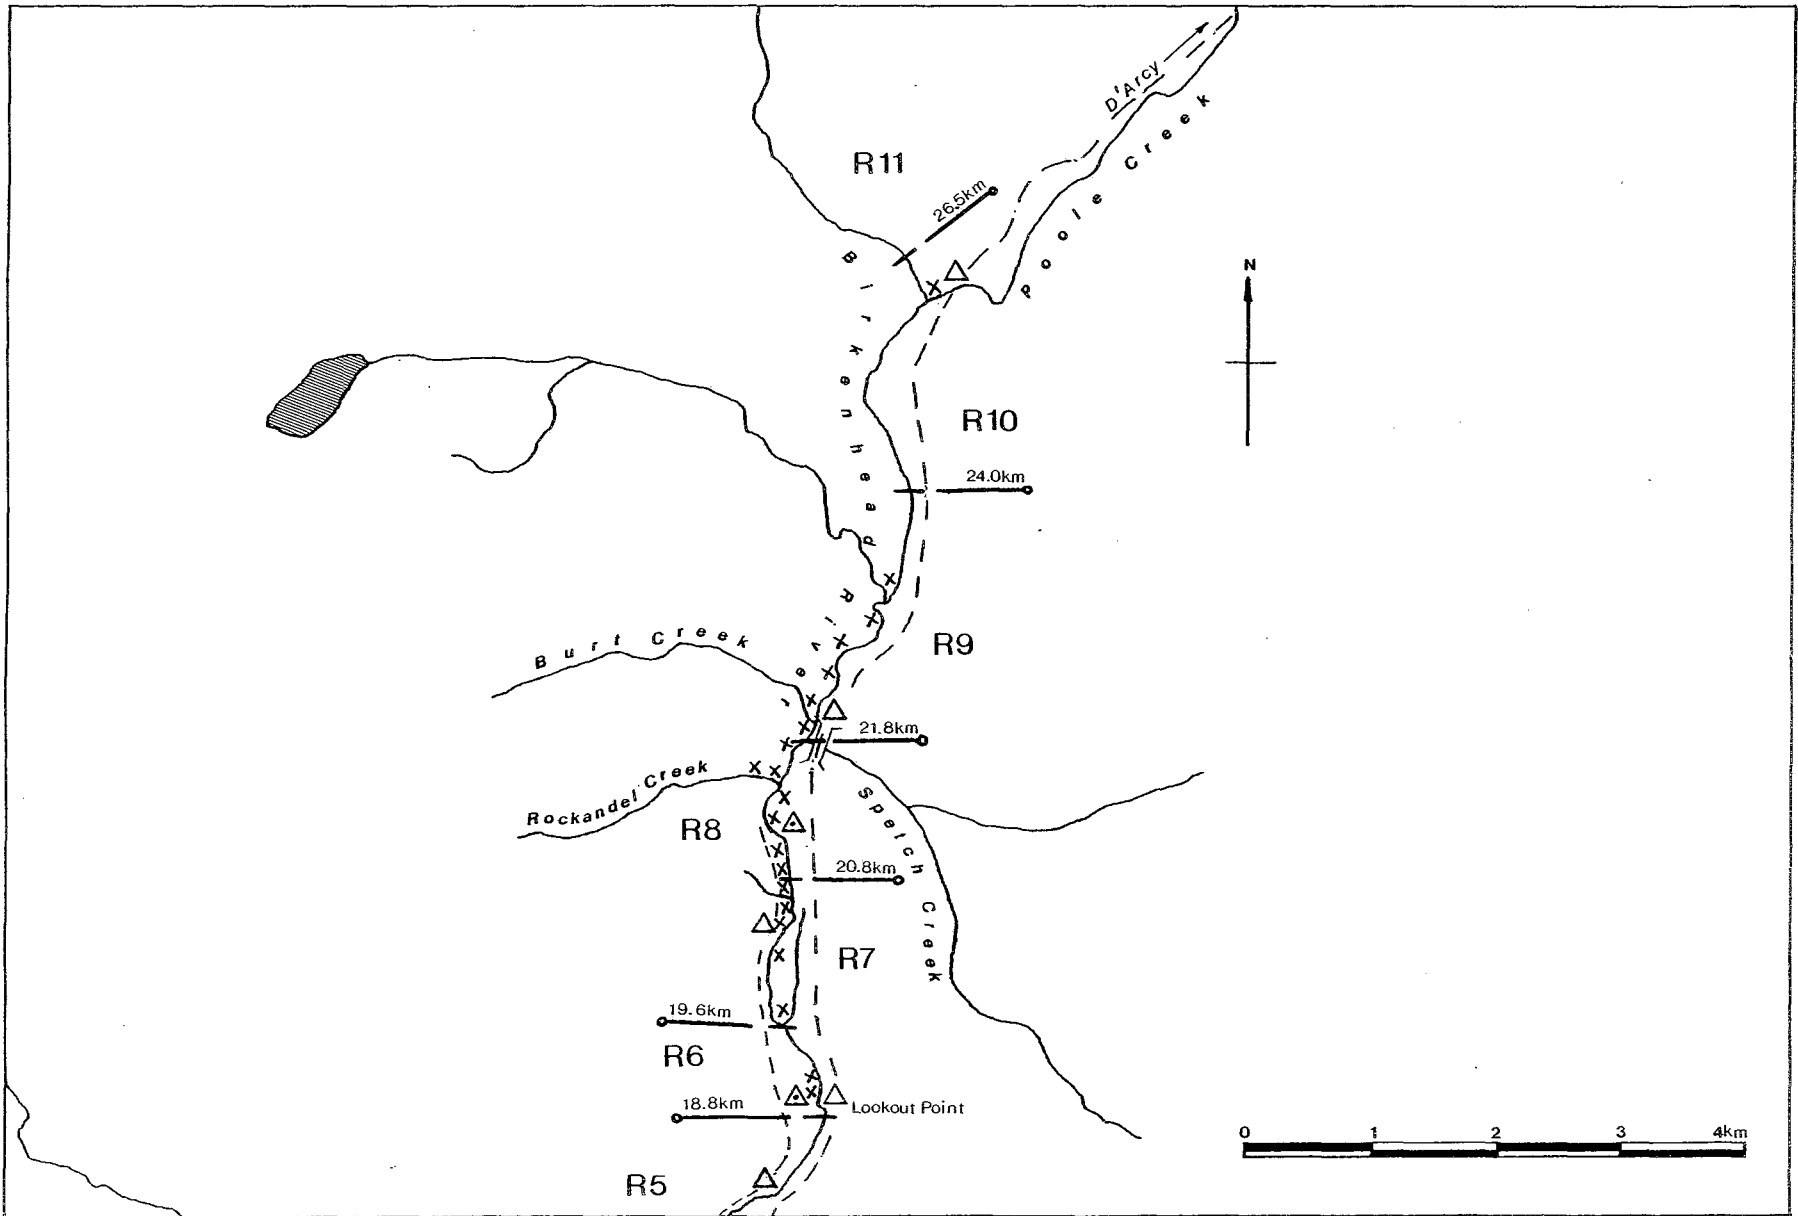 D'Arcy
Poole Creek
R11
26.5km
N
Birkenhead River
R10
24.0km
R9
Burt Creek
21.8km
Rockandel Creek
R8
Spetch Creek
20.8km
R7
19.6km
R6
18.8km
Lookout Point
0 1 2 3 4km
R5